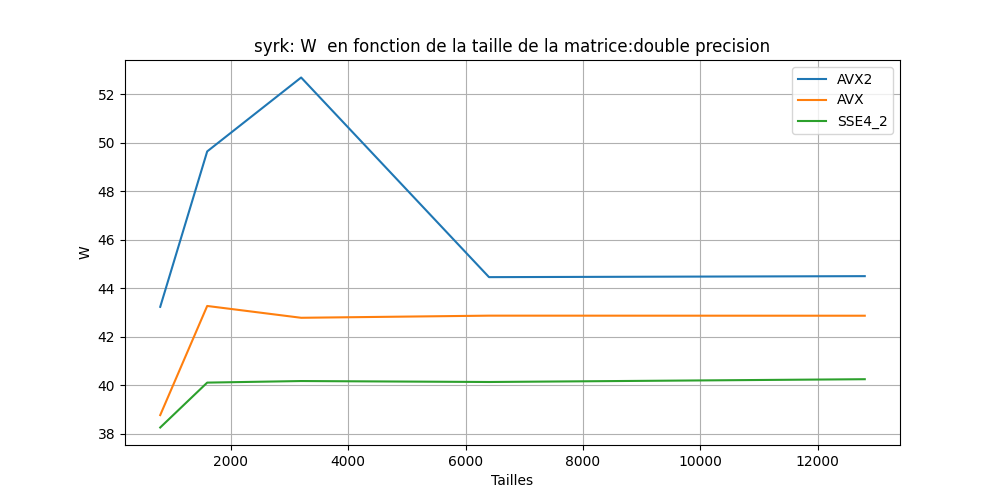 syrk: W  en fonction de la taille de la matrice:double precision
AVX2
AVX
SSE4_2
52
50
48
46
44
42
40
38
W
2000
4000
6000
8000
10000
12000
Tailles